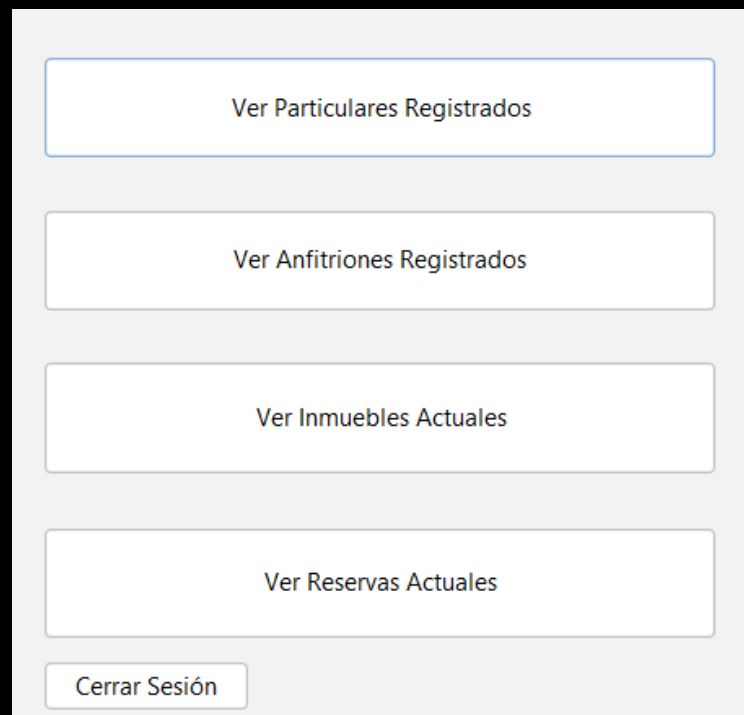 Ver Particulares Registrados
Ver Anfitriones Registrados
Ver Inmuebles Actuales
Ver Reservas Actuales
Cerrar Sesión